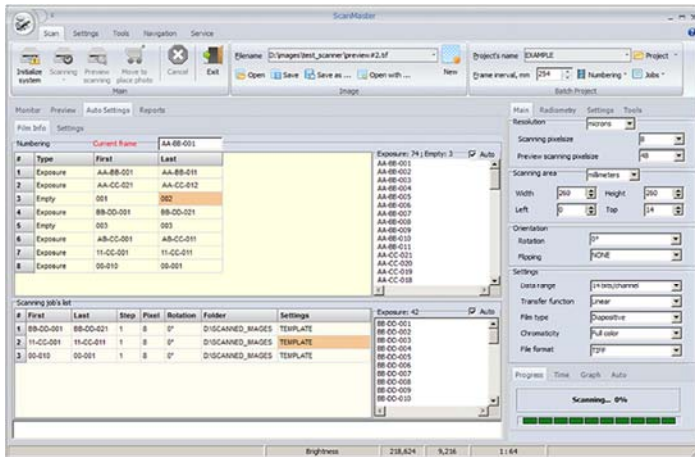 ScanMaster
Scan Settings Tools Navigation Service
Initialize system Scanning Preview scanning Move to place photo Cancel Exit
Main
Filename D:\images\test_scanner\preview#2.tif
Open Save Save as ... Open with ... New
Image
Project's name EXAMPLE Project
Frame inerval, mm 254 Numbering Jobs
Batch Project
Monitor Preview Auto Settings Reports
Film Info Settings
Numbering Current frame AA-BB-001
# Type First Last
1 Exposure AA-BB-001 AA-BB-011
2 Exposure AA-CC-021 AA-CC-012
3 Empty 001 002
4 Exposure BB-DD-001 BB-DD-021
5 Empty 003 003
6 Exposure AB-CC-001 AB-CC-011
7 Exposure 11-CC-001 11-CC-011
8 Exposure 00-010 00-001
Exposure: 74 ; Empty: 3 Auto
AA-BB-001
AA-BB-002
AA-BB-003
AA-BB-004
AA-BB-005
AA-BB-006
AA-BB-007
AA-BB-008
AA-BB-009
AA-BB-010
AA-BB-011
AA-CC-021
AA-CC-020
AA-CC-019
AA-CC-018
Scanning job's list
# First Last Step Pixel Rotation Folder Settings
1 BB-DD-001 BB-DD-021 1 8 0° D:\SCANNED_IMAGES TEMPLATE
2 11-CC-001 11-CC-011 1 8 0° D:\SCANNED_IMAGES TEMPLATE
3 00-010 00-001 1 8 0° D:\SCANNED_IMAGES TEMPLATE
Exposure: 42 Auto
BB-DD-001
BB-DD-002
BB-DD-003
BB-DD-004
BB-DD-005
BB-DD-006
BB-DD-007
BB-DD-008
BB-DD-009
BB-DD-010
Main Radiometry Settings Tools
Resolution microns
Scanning pixelsize 8
Preview scanning pixelsize 48
Scanning area millimeters
Width 260 Height 260
Left 0 Top 14
Orientation
Rotation 0°
Flipping NONE
Settings
Data range 14 bits/channel
Transfer function Linear
Film type Diapositive
Chromaticity Full color
File format TIFF
Progress Time Graph Auto
Scanning... 0%
Brightness 218,624 9,216 1:64